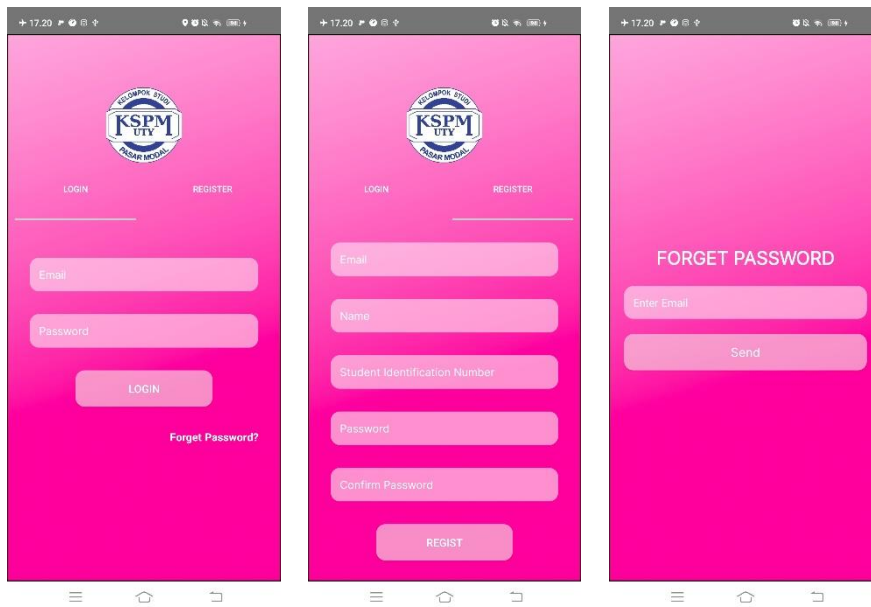 17.20
KELOMPOK STUDI
KSPM
UTY
PASAR MODAL
LOGIN REGISTER
Email
Password
LOGIN
Forget Password?
17.20
KELOMPOK STUDI
KSPM
UTY
PASAR MODAL
LOGIN REGISTER
Email
Name
Student Identification Number
Password
Confirm Password
REGIST
17.20
FORGET PASSWORD
Enter Email
Send